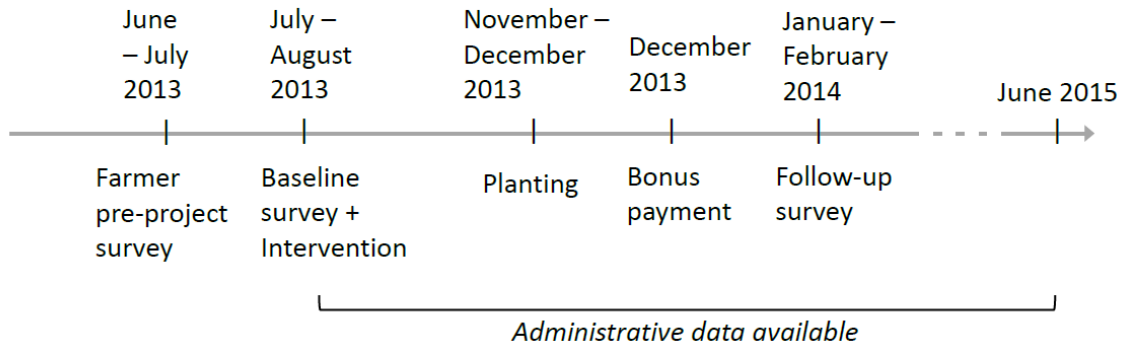 June
– July
2013
July –
August
2013
November –
December
2013
December
2013
January –
February
2014
June 2015
Farmer
pre-project
survey
Baseline
survey +
Intervention
Planting
Bonus
payment
Follow-up
survey
Administrative data available